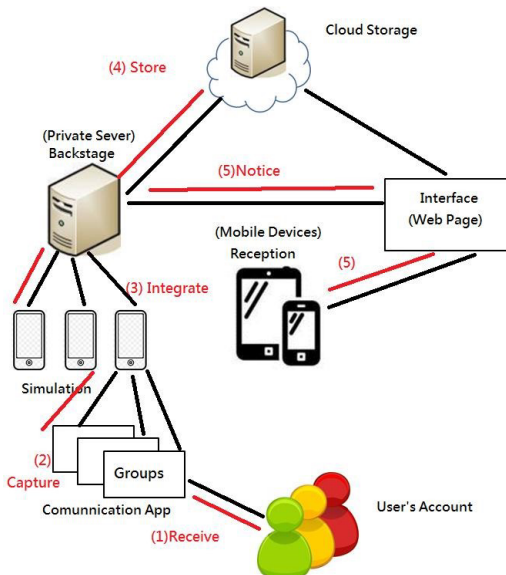 Cloud Storage
(4) Store
(Private Sever)
Backstage
(5)Notice
Interface
(Web Page)
(Mobile Devices)
Reception
(5)
(3) Integrate
Simulation
(2)
Capture
Groups
Comunnication App
(1)Receive
User's Account